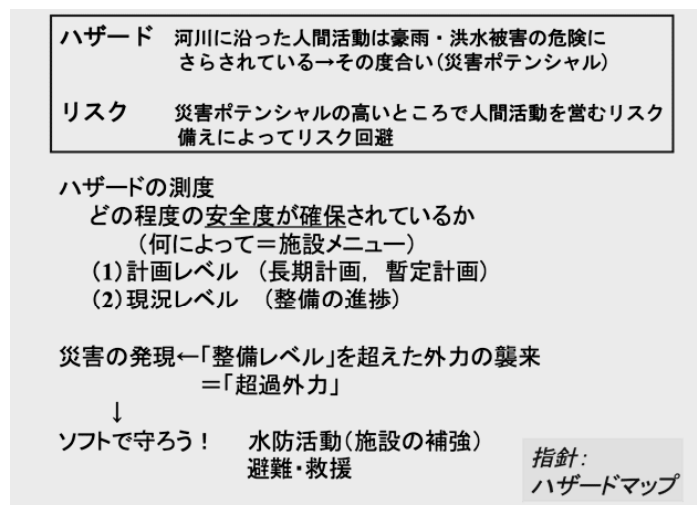 ハザード 河川に沿った人間活動は豪雨・洪水被害の危険に
さらされている→その度合い(災害ポテンシャル)
リスク 災害ポテンシャルの高いところで人間活動を営むリスク
備えによってリスク回避
ハザードの測度
どの程度の安全度が確保されているか
(何によって＝施設メニュー)
(1)計画レベル (長期計画, 暫定計画)
(2)現況レベル (整備の進捗)
災害の発現←「整備レベル」を超えた外力の襲来
＝「超過外力」
↓
ソフトで守ろう! 水防活動(施設の補強)
避難・救援
指針:
ハザードマップ